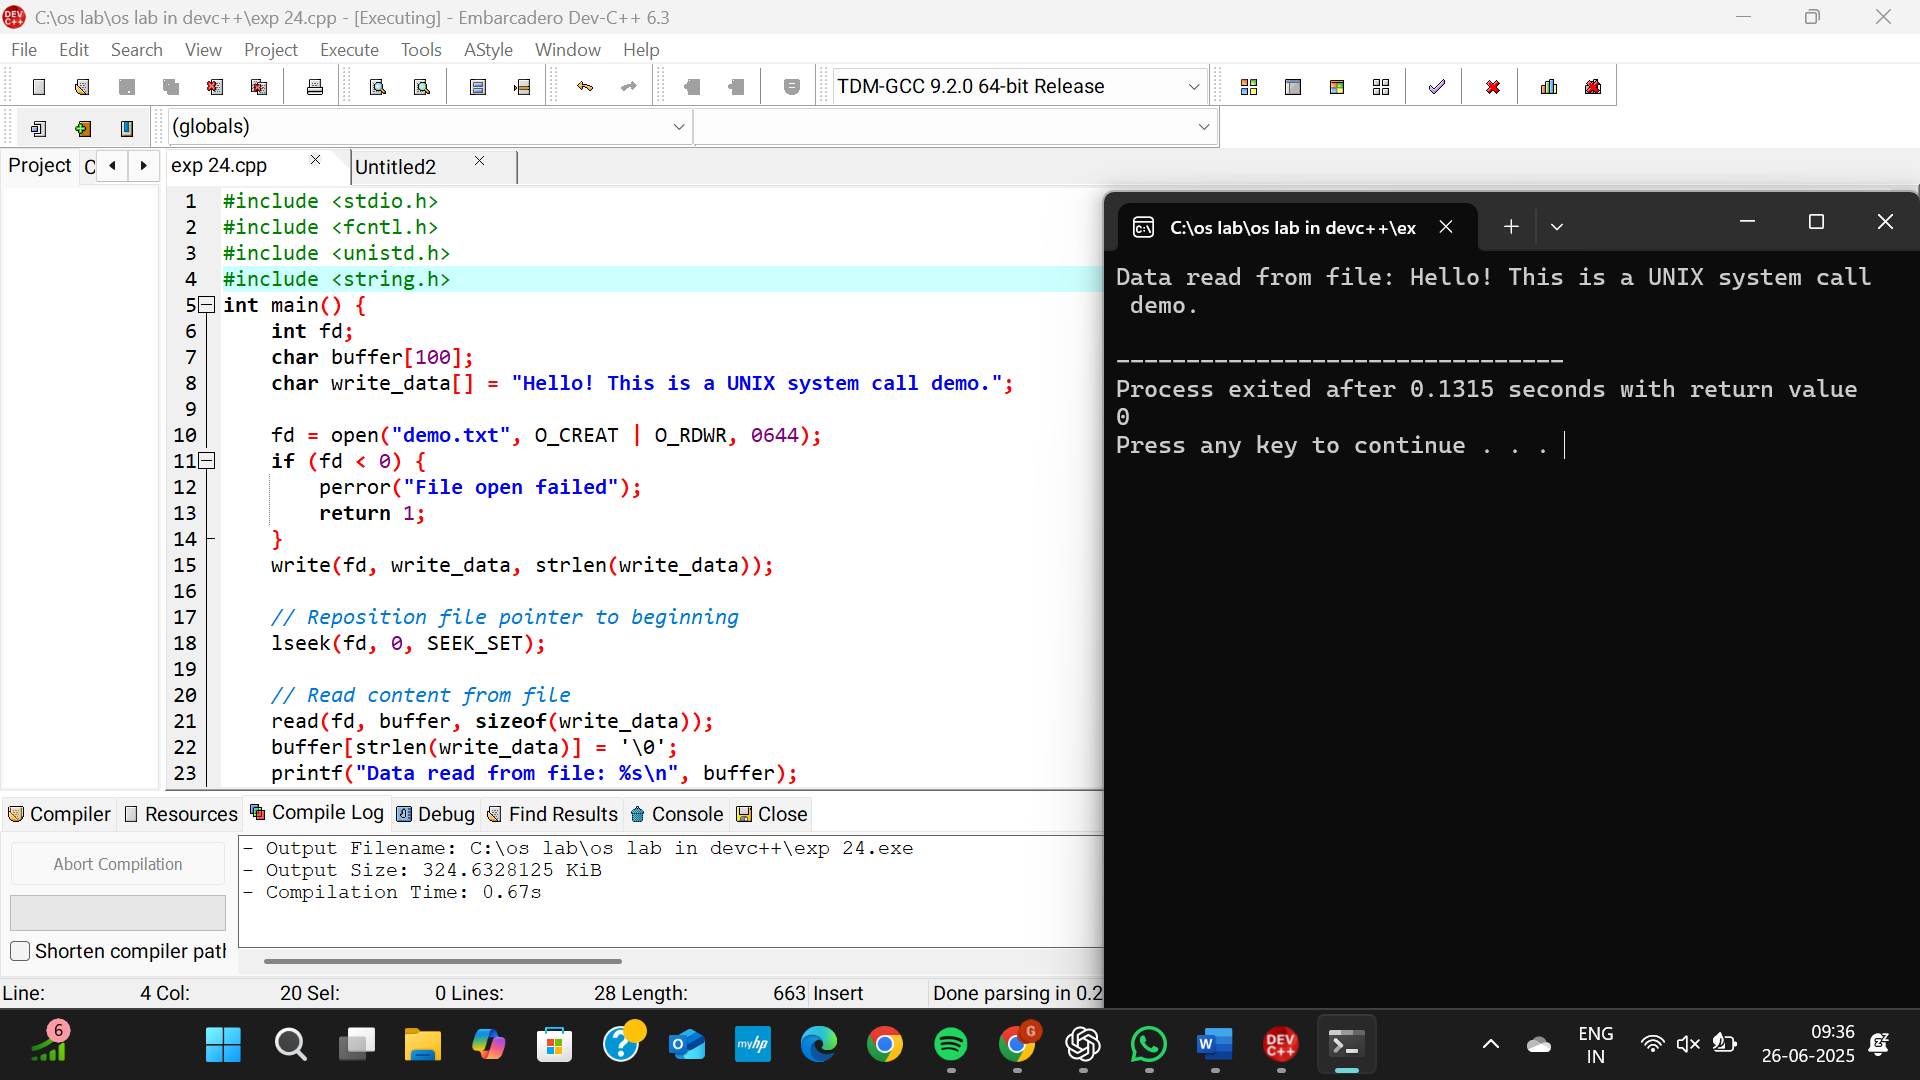 C:\os lab\os lab in devc++\exp 24.cpp - [Executing] - Embarcadero Dev-C++ 6.3
File Edit Search View Project Execute Tools AStyle Window Help
TDM-GCC 9.2.0 64-bit Release
(globals)
Project C exp 24.cpp Untitled2
1 #include <stdio.h>
2 #include <fcntl.h>
3 #include <unistd.h>
4 #include <string.h>
5 int main() {
6 int fd;
7 char buffer[100];
8 char write_data[] = "Hello! This is a UNIX system call demo.";
9
10 fd = open("demo.txt", O_CREAT | O_RDWR, 0644);
11 if (fd < 0) {
12 perror("File open failed");
13 return 1;
14 }
15 write(fd, write_data, strlen(write_data));
16
17 // Reposition file pointer to beginning
18 lseek(fd, 0, SEEK_SET);
19
20 // Read content from file
21 read(fd, buffer, sizeof(write_data));
22 buffer[strlen(write_data)] = '\0';
23 printf("Data read from file: %s\n", buffer);
C:\os lab\os lab in devc++\ex
Data read from file: Hello! This is a UNIX system call
demo.
--------------------------------
Process exited after 0.1315 seconds with return value
0
Press any key to continue . . .
Compiler Resources Compile Log Debug Find Results Console Close
Abort Compilation
Shorten compiler path
- Output Filename: C:\os lab\os lab in devc++\exp 24.exe
- Output Size: 324.6328125 KiB
- Compilation Time: 0.67s
Line: 4 Col: 20 Sel: 0 Lines: 28 Length: 663 Insert Done parsing in 0.2
6
myhp
G
DEV C++
ENG
IN
09:36
26-06-2025